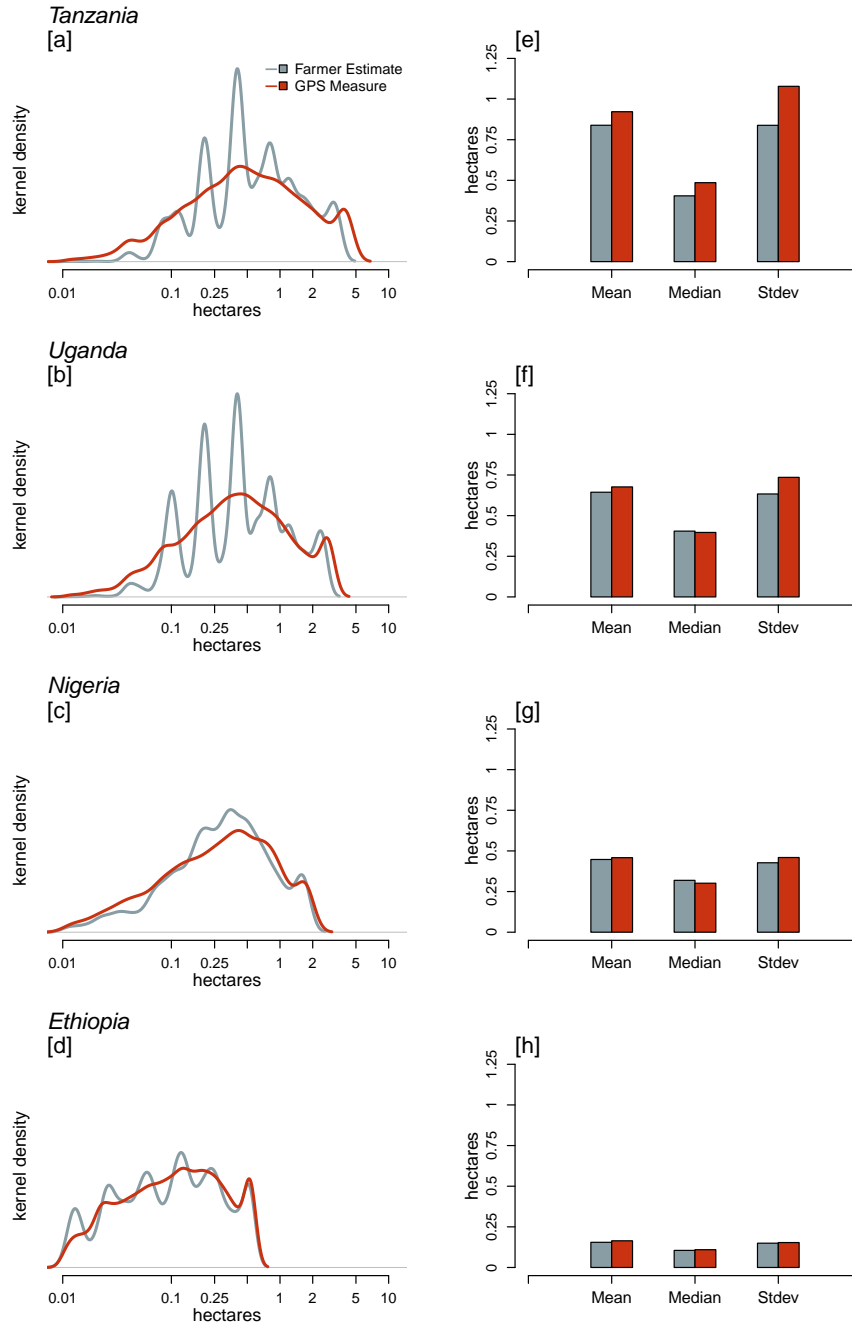 Tanzania
[a]
Farmer Estimate
GPS Measure
kernel density
0.01 0.1 0.25 1 2 5 10
hectares
[e]
hectares
0 0.25 0.5 0.75 1 1.25
Mean Median Stdev
Uganda
[b]
kernel density
0.01 0.1 0.25 1 2 5 10
hectares
[f]
hectares
0 0.25 0.5 0.75 1 1.25
Mean Median Stdev
Nigeria
[c]
kernel density
0.01 0.1 0.25 1 2 5 10
hectares
[g]
hectares
0 0.25 0.5 0.75 1 1.25
Mean Median Stdev
Ethiopia
[d]
kernel density
0.01 0.1 0.25 1 2 5 10
hectares
[h]
hectares
0 0.25 0.5 0.75 1 1.25
Mean Median Stdev